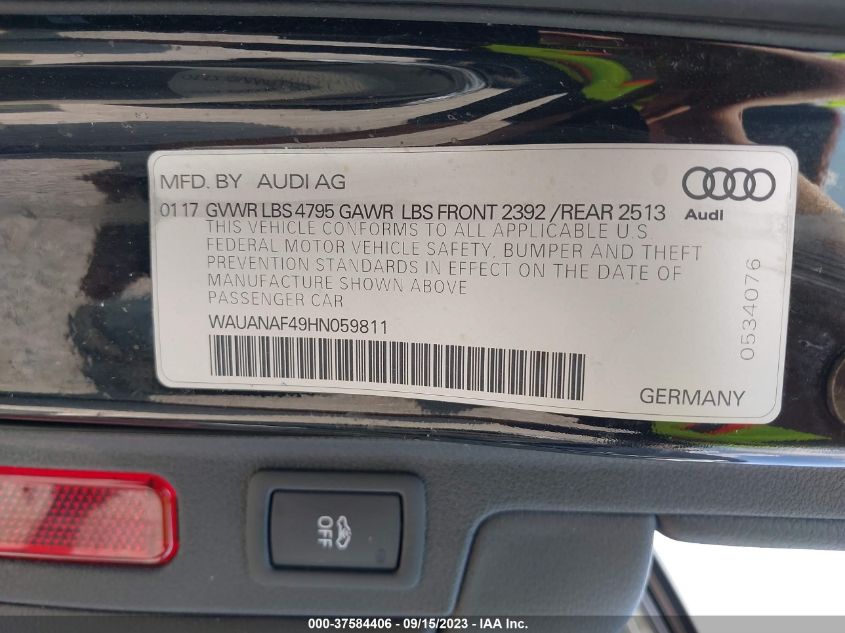 MFD. BY AUDI AG
01 17 GVWR LBS 4795 GAWR LBS FRONT 2392 /REAR 2513
Audi
THIS VEHICLE CONFORMS TO ALL APPLICABLE U.S.
FEDERAL MOTOR VEHICLE SAFETY, BUMPER AND THEFT
PREVENTION STANDARDS IN EFFECT ON THE DATE OF
MANUFACTURE SHOWN ABOVE
PASSENGER CAR
WAUANAF49HN059811
0534076
GERMANY
OFF
000-37584406 - 09/15/2023 - IAA Inc.